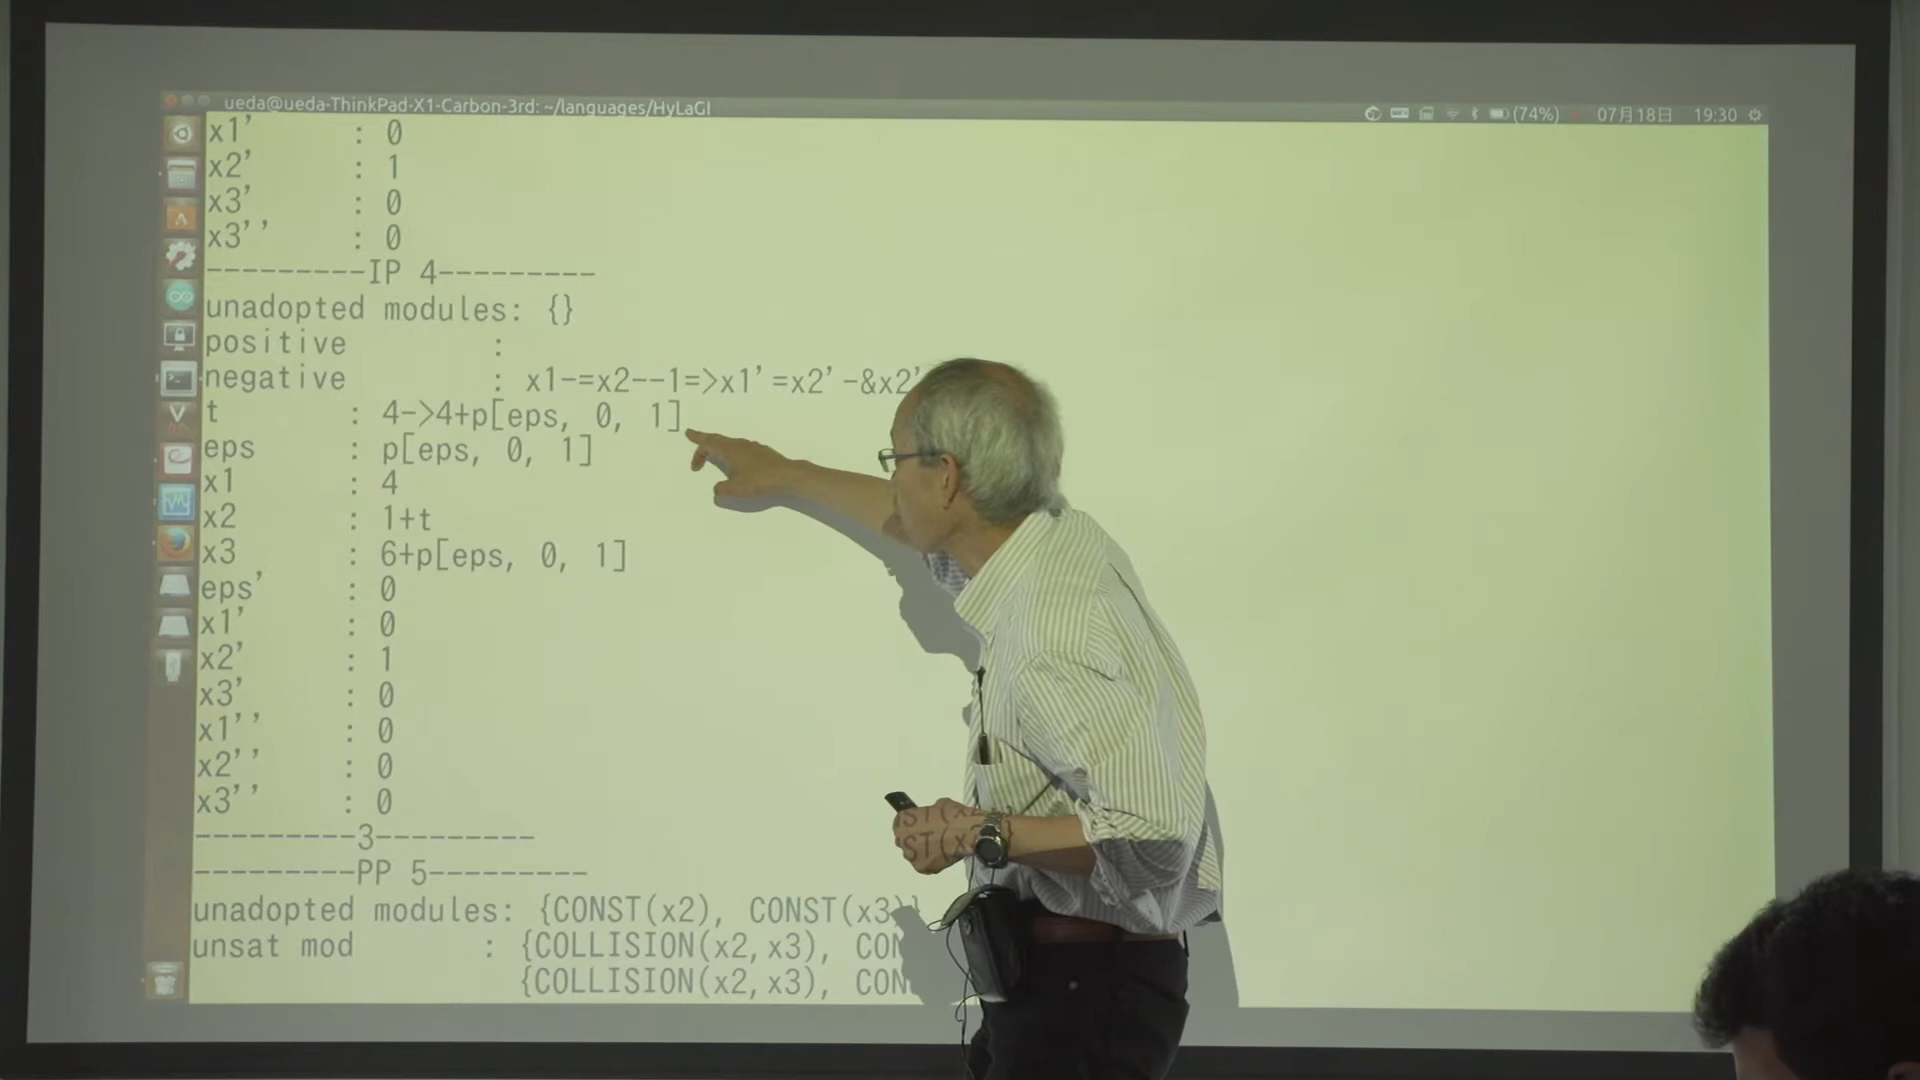 ueda@ueda-ThinkPad-X1-Carbon-3rd: ~/languages/HyLaGI
(74%) 07月18日 19:30
x1' : 0
x2' : 1
x3' : 0
x3'' : 0
---------IP 4---------
unadopted modules: {}
positive :
negative : x1-=x2--1=>x1'=x2'-&x2'
t : 4->4+p[eps, 0, 1]
eps : p[eps, 0, 1]
x1 : 4
x2 : 1+t
x3 : 6+p[eps, 0, 1]
eps' : 0
x1' : 0
x2' : 1
x3' : 0
x1'' : 0
x2'' : 0
x3'' : 0
---------3---------
---------PP 5---------
unadopted modules: {CONST(x2), CONST(x3)}
unsat mod : {COLLISION(x2,x3), CON
{COLLISION(x2,x3), CON